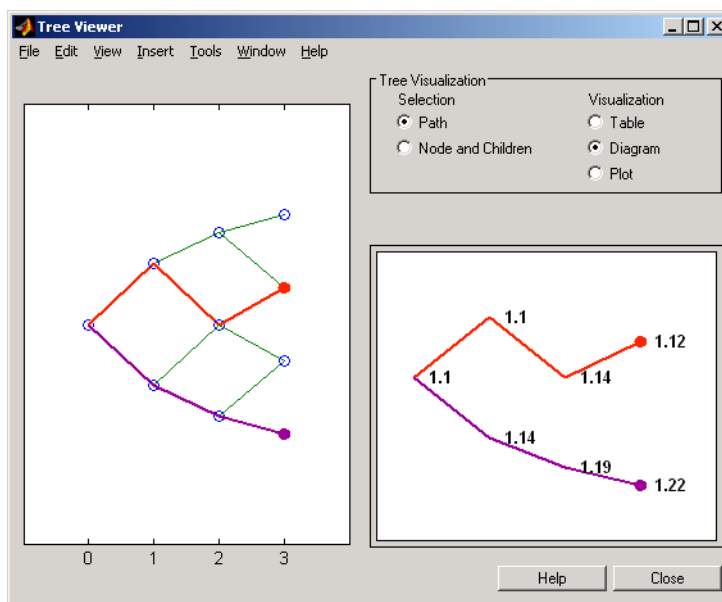 Tree Viewer
File Edit View Insert Tools Window Help
Tree Visualization
Selection Visualization
Path Table
Node and Children Diagram
Plot
1.1
1.12
1.1 1.14
1.14
1.19
1.22
0 1 2 3
Help Close